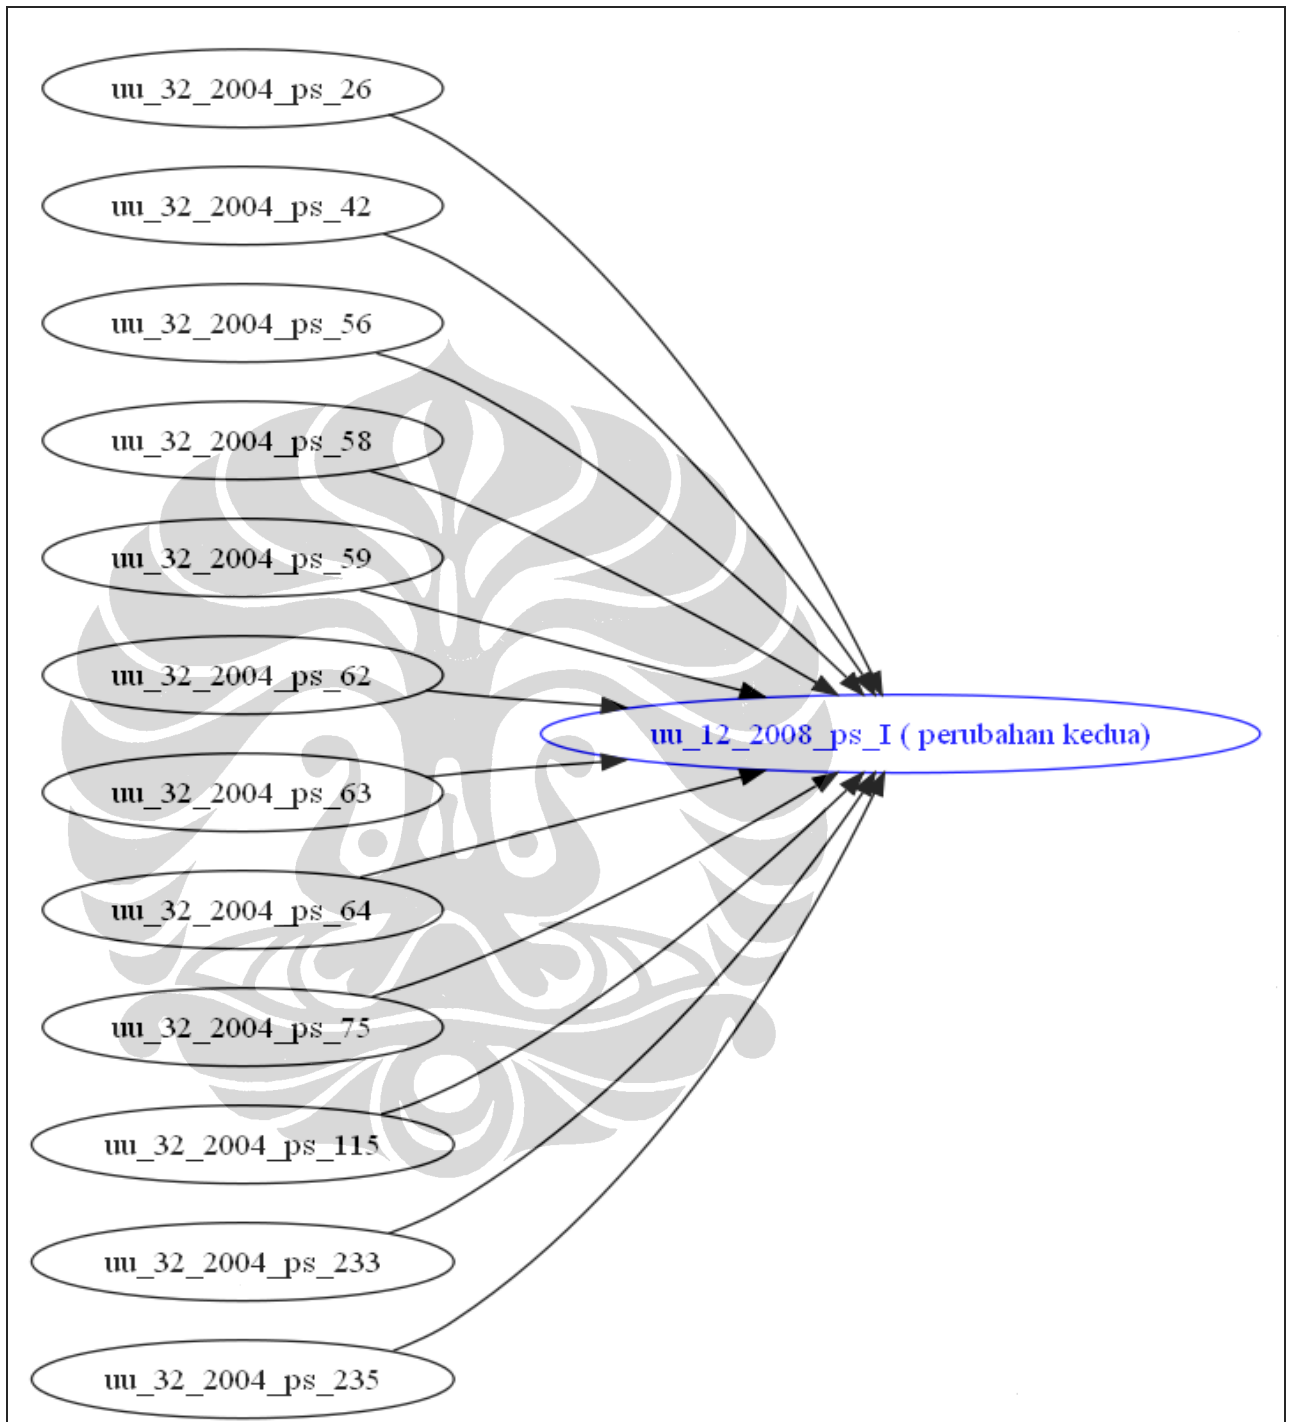 uu_32_2004_ps_26
uu_32_2004_ps_42
uu_32_2004_ps_56
uu_32_2004_ps_58
uu_32_2004_ps_59
uu_32_2004_ps_62
uu_12_2008_ps_I ( perubahan kedua)
uu_32_2004_ps_63
uu_32_2004_ps_64
uu_32_2004_ps_75
uu_32_2004_ps_115
uu_32_2004_ps_233
uu_32_2004_ps_235